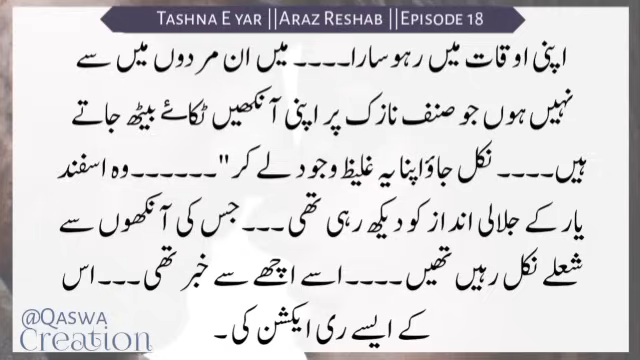 TASHNA E YAR ||ARAZ RESHAB ||EPISODE 18
اپنی اوقات میں رہو سارا۔۔۔۔ میں ان مردوں میں سے
نہیں ہوں جو صنف نازک پر اپنی آنکھیں ٹکائے بیٹھ جاتے
ہیں۔۔۔۔ نکل جاؤاپنا یہ غلیظ وجود لے کر"۔۔۔۔۔۔وہ اسفند
یار کے جلالی انداز کو دیکھ رہی تھی۔۔۔جس کی آنکھوں سے
شعلے نکل رہیں تھیں۔۔۔۔اسے اچھے سے خبر تھی۔۔۔اس
کے ایسے ری ایکشن کی۔
@QASWA
Creation